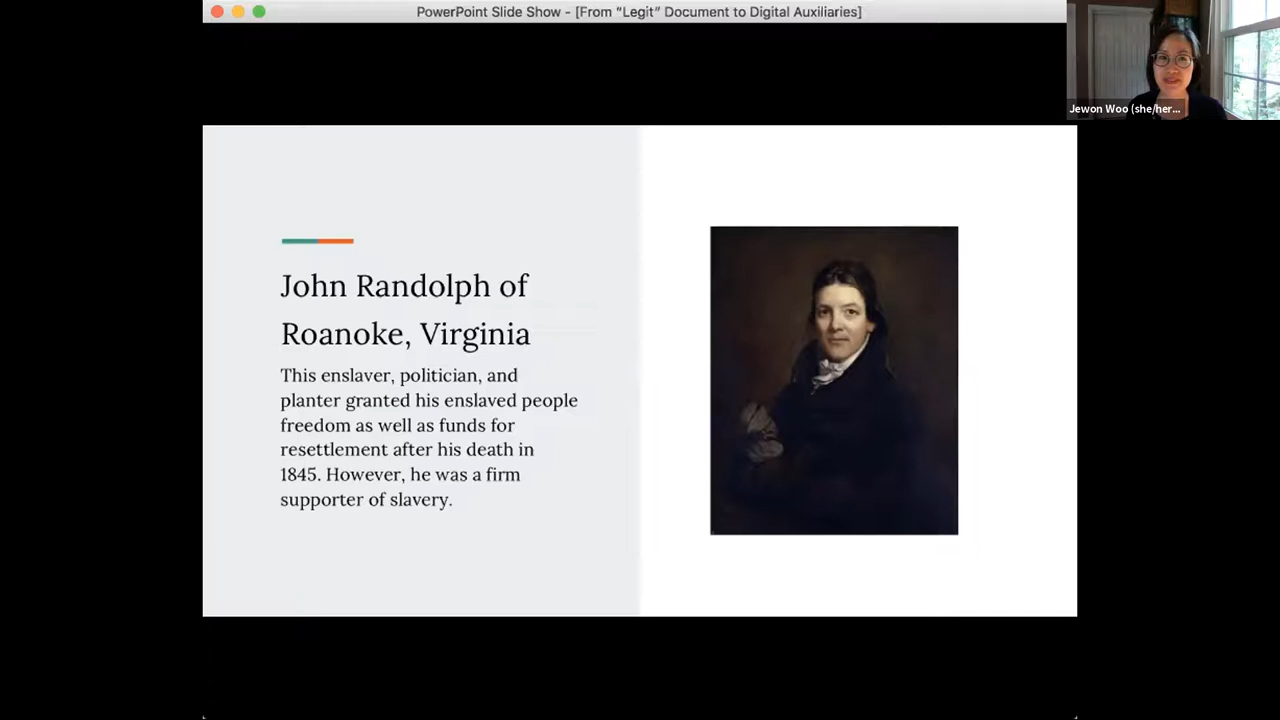 PowerPoint Slide Show - [From “Legit” Document to Digital Auxiliaries]
Jewon Woo (she/her...
John Randolph of
Roanoke, Virginia
This enslaver, politician, and
planter granted his enslaved people
freedom as well as funds for
resettlement after his death in
1845. However, he was a firm
supporter of slavery.